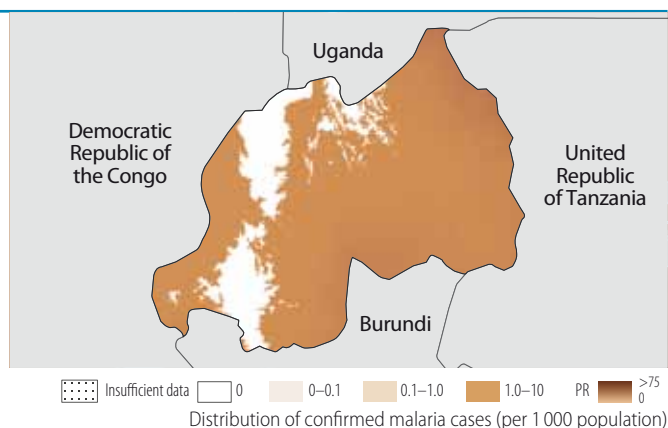 Uganda
Democratic
Republic of
the Congo
United
Republic
of Tanzania
Burundi
Insufficient data 0 0–0.1 0.1–1.0 1.0–10 PR >75
0
Distribution of confirmed malaria cases (per 1 000 population)